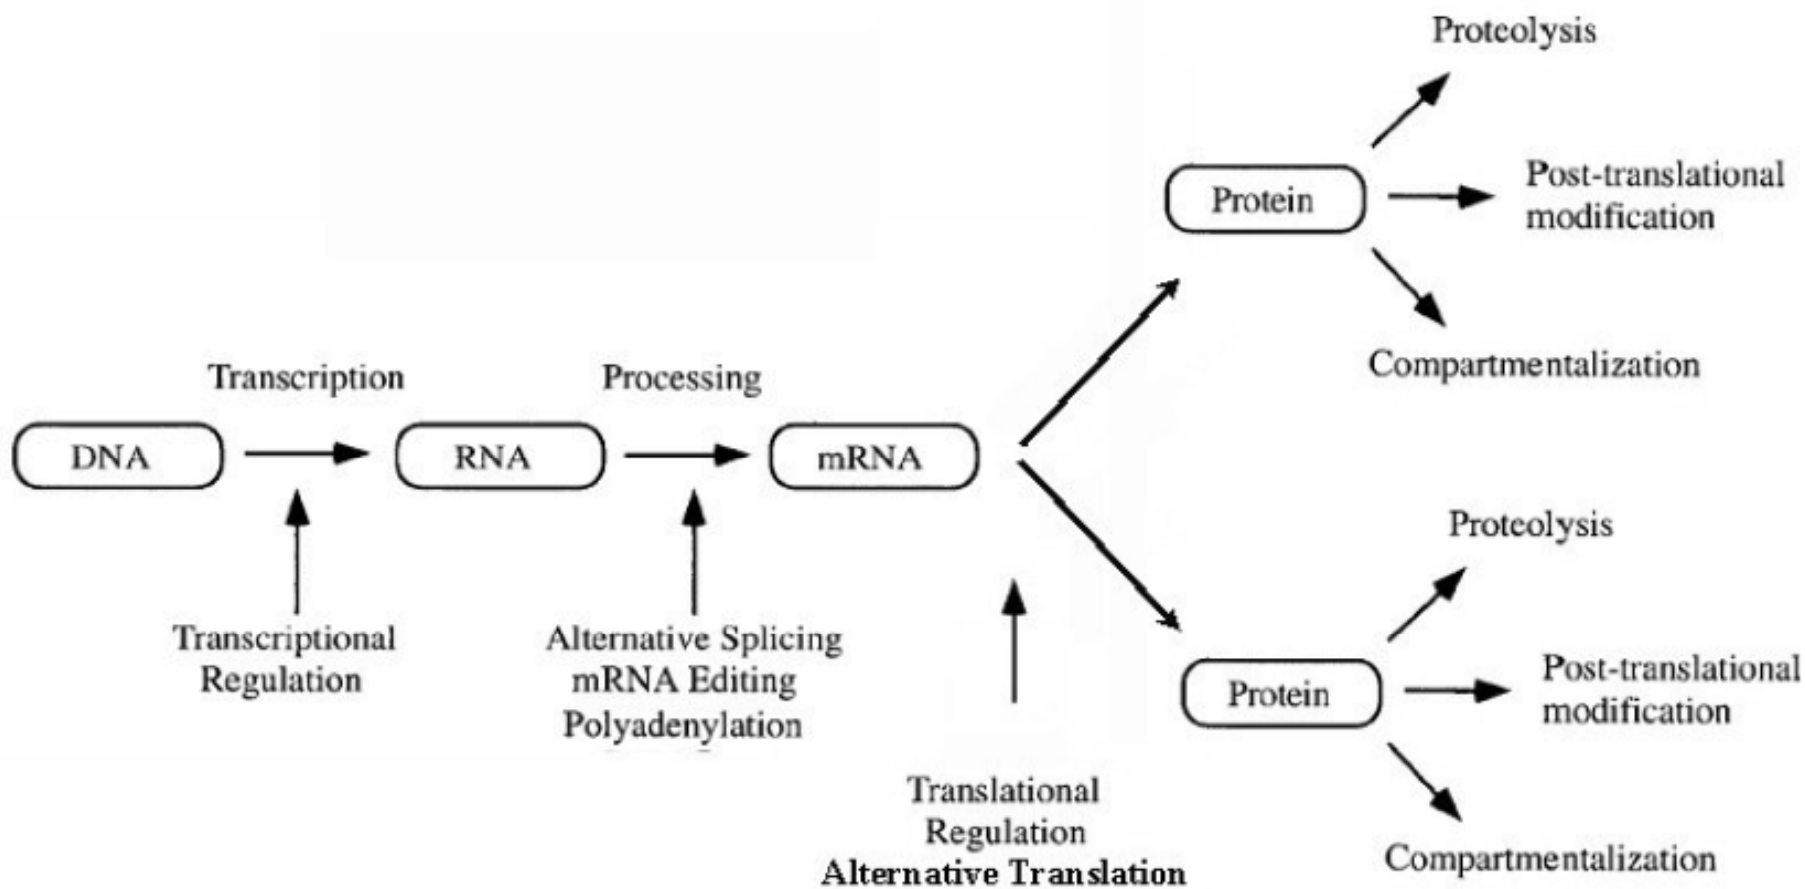 Proteolysis
Post-translational
modification
Protein
Compartmentalization
Transcription
Processing
DNA
RNA
mRNA
Transcriptional
Regulation
Alternative Splicing
mRNA Editing
Polyadenylation
Translational
Regulation
Alternative Translation
Proteolysis
Post-translational
modification
Protein
Compartmentalization